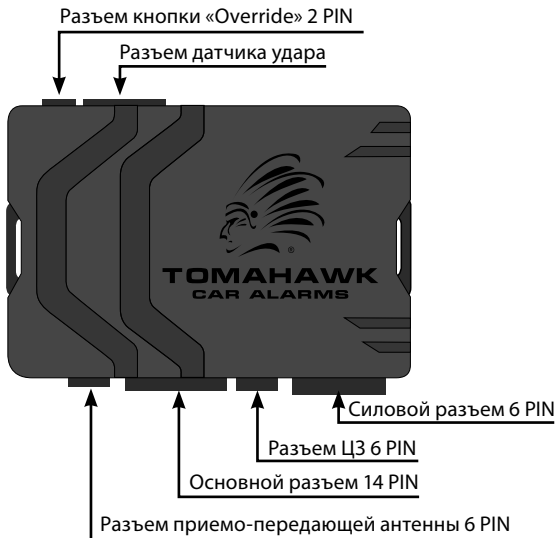 Разъем кнопки «Override» 2 PIN
Разъем датчика удара
®
TOMAHAWK
CAR ALARMS
Силовой разъем 6 PIN
Разъем ЦЗ 6 PIN
Основной разъем 14 PIN
Разъем приемо-передающей антенны 6 PIN